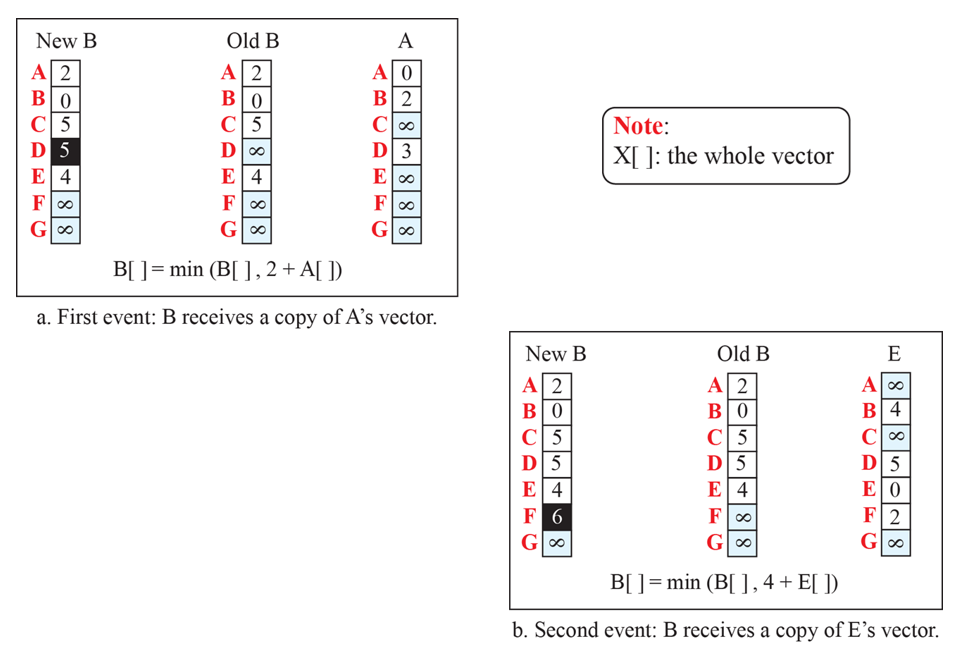 New B Old B A
A 2 A 2 A 0
B 0 B 0 B 2
C 5 C 5 C ∞
D 5 D ∞ D 3
E 4 E 4 E ∞
F ∞ F ∞ F ∞
G ∞ G ∞ G ∞
B[ ] = min (B[ ] , 2 + A[ ])
a. First event: B receives a copy of A’s vector.
Note:
X[ ]: the whole vector
New B Old B E
A 2 A 2 A ∞
B 0 B 0 B 4
C 5 C 5 C ∞
D 5 D 5 D 5
E 4 E 4 E 0
F 6 F ∞ F 2
G ∞ G ∞ G ∞
B[ ] = min (B[ ] , 4 + E[ ])
b. Second event: B receives a copy of E’s vector.